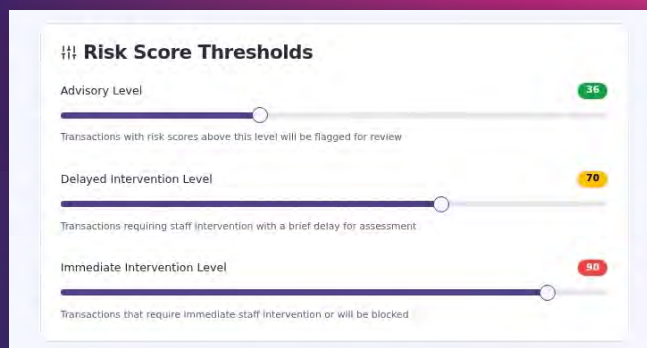 Risk Score Thresholds
Advisory Level 36
Transactions with risk scores above this level will be flagged for review
Delayed Intervention Level 70
Transactions requiring staff intervention with a brief delay for assessment
Immediate Intervention Level 90
Transactions that require immediate staff intervention or will be blocked